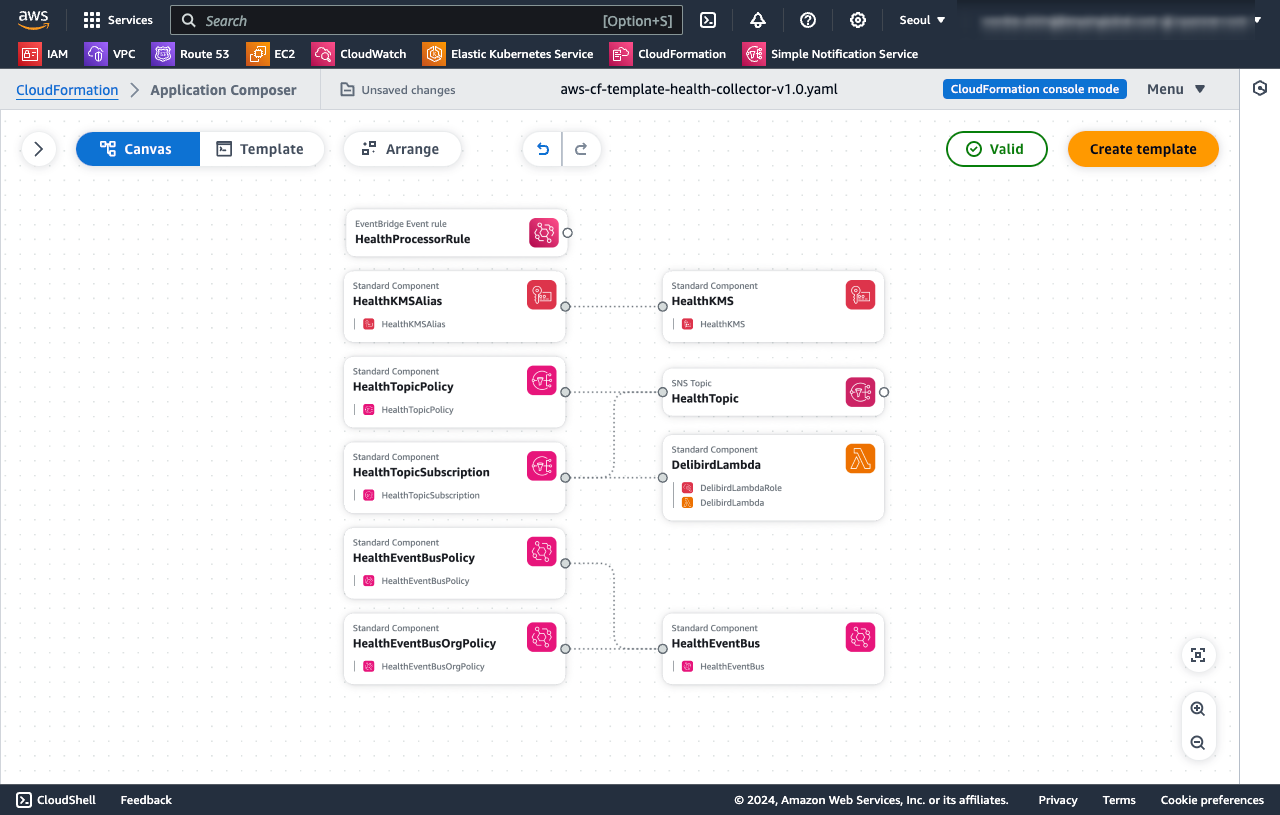 aws
Services
Search
[Option+S]
Seoul
IAM
VPC
Route 53
EC2
CloudWatch
Elastic Kubernetes Service
CloudFormation
Simple Notification Service
CloudFormation
Application Composer
Unsaved changes
aws-cf-template-health-collector-v1.0.yaml
CloudFormation console mode
Menu
Canvas
Template
Arrange
Valid
Create template
EventBridge Event rule
HealthProcessorRule
Standard Component
HealthKMSAlias
HealthKMSAlias
Standard Component
HealthKMS
HealthKMS
Standard Component
HealthTopicPolicy
HealthTopicPolicy
SNS Topic
HealthTopic
Standard Component
HealthTopicSubscription
HealthTopicSubscription
Standard Component
DelibirdLambda
DelibirdLambdaRole
DelibirdLambda
Standard Component
HealthEventBusPolicy
HealthEventBusPolicy
Standard Component
HealthEventBusOrgPolicy
HealthEventBusOrgPolicy
Standard Component
HealthEventBus
HealthEventBus
CloudShell
Feedback
© 2024, Amazon Web Services, Inc. or its affiliates.
Privacy
Terms
Cookie preferences